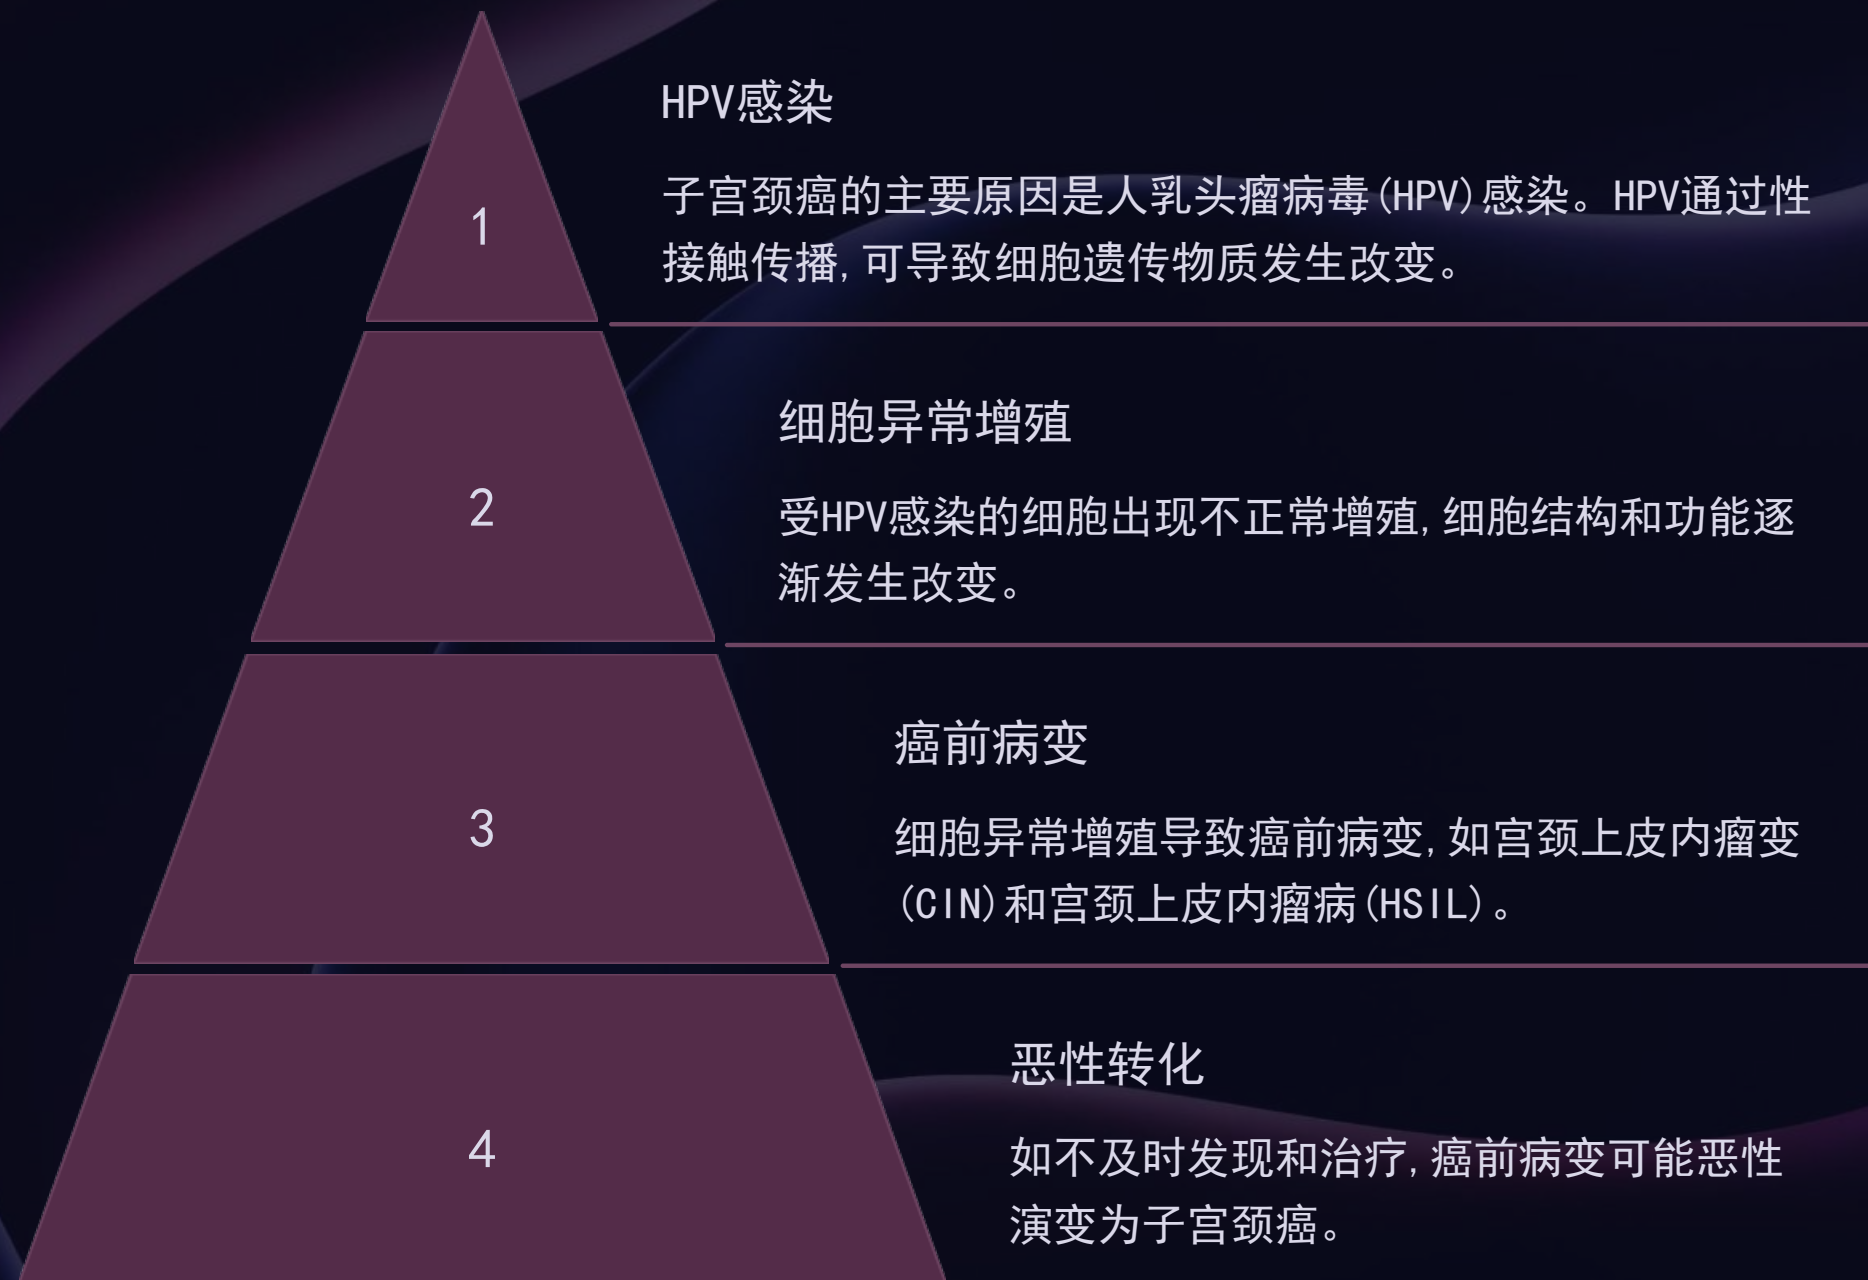 1
HPV感染
子宫颈癌的主要原因是人乳头瘤病毒(HPV)感染。HPV通过性
接触传播,可导致细胞遗传物质发生改变。
2
细胞异常增殖
受HPV感染的细胞出现不正常增殖,细胞结构和功能逐
渐发生改变。
3
癌前病变
细胞异常增殖导致癌前病变,如宫颈上皮内瘤变
(CIN)和宫颈上皮内瘤病(HSIL)。
4
恶性转化
如不及时发现和治疗,癌前病变可能恶性
演变为子宫颈癌。